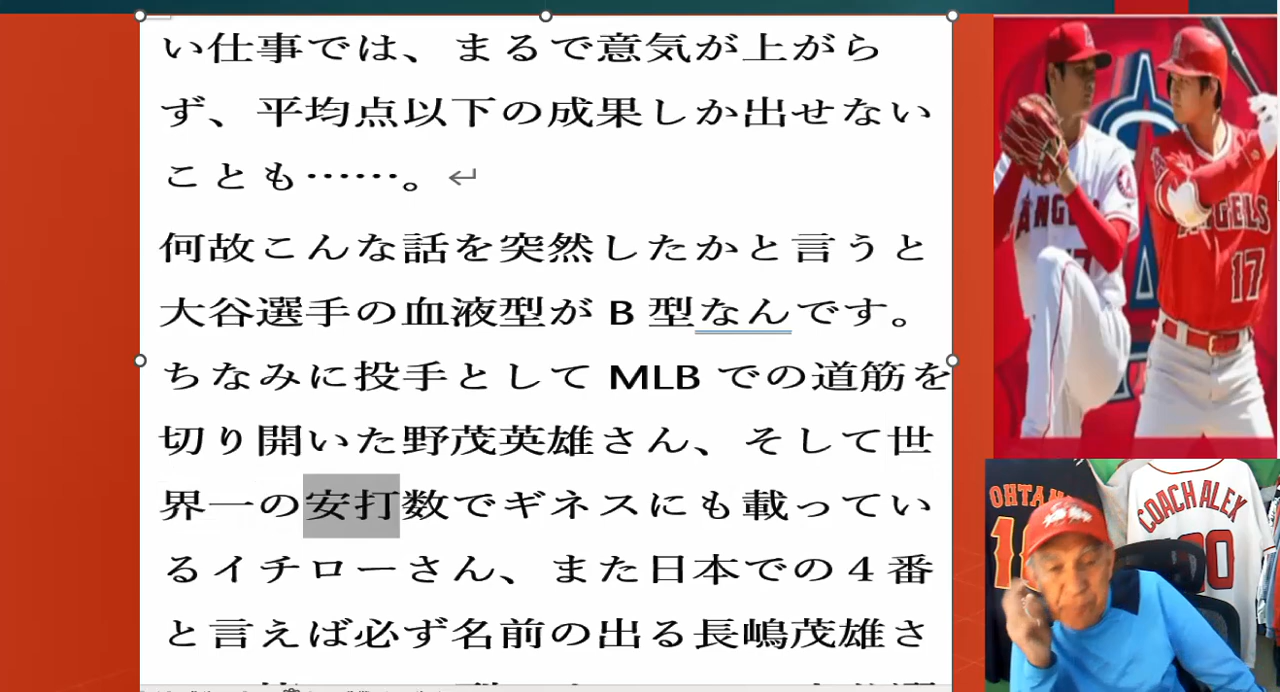 い仕事では、まるで意気が上がら
ず、平均点以下の成果しか出せない
ことも……。↵
何故こんな話を突然したかと言うと
大谷選手の血液型が B 型なんです。
ちなみに投手として MLB での道筋を
切り開いた野茂英雄さん、そして世
界一の安打数でギネスにも載ってい
るイチローさん、また日本での４番
と言えば必ず名前の出る長嶋茂雄さ
ANGELS
17
COACH ALEX